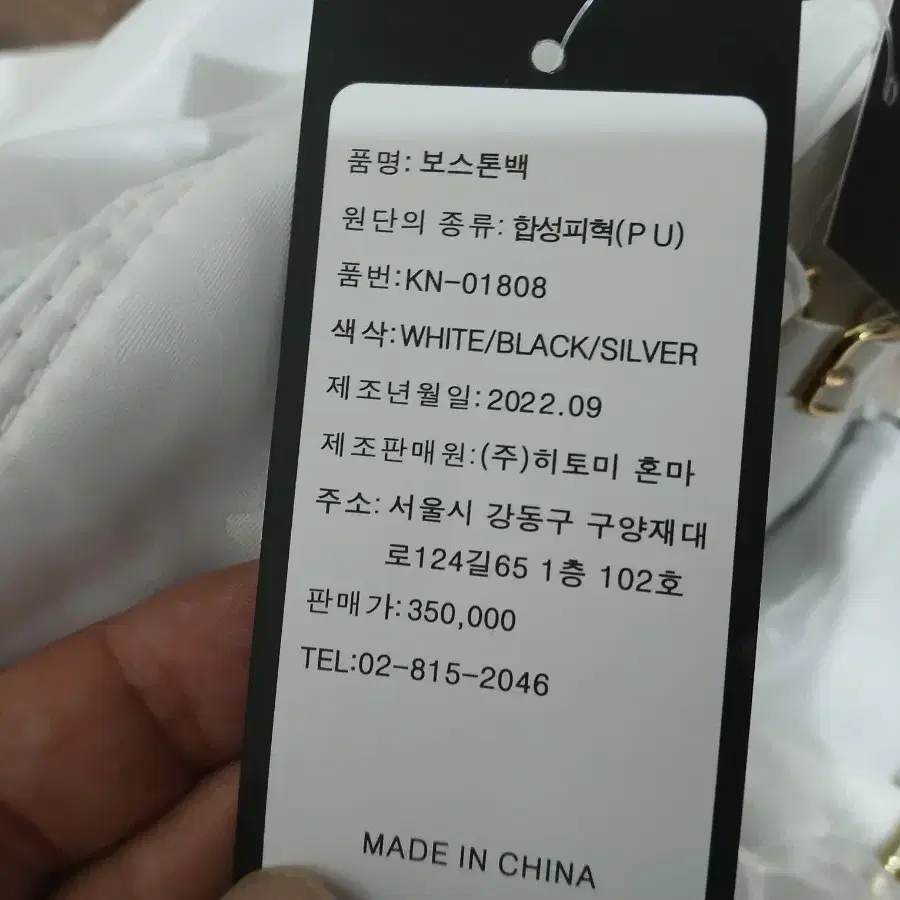 품명: 보스톤백
원단의 종류: 합성피혁(P U)
품번:KN-01808
색삭:WHITE/BLACK/SILVER
제조년월일:2022.09
제조판매원:(주)히토미 혼마
주소: 서울시 강동구 구양재대
로124길65 1층 102호
판매가:350,000
TEL:02-815-2046
MADE IN CHINA